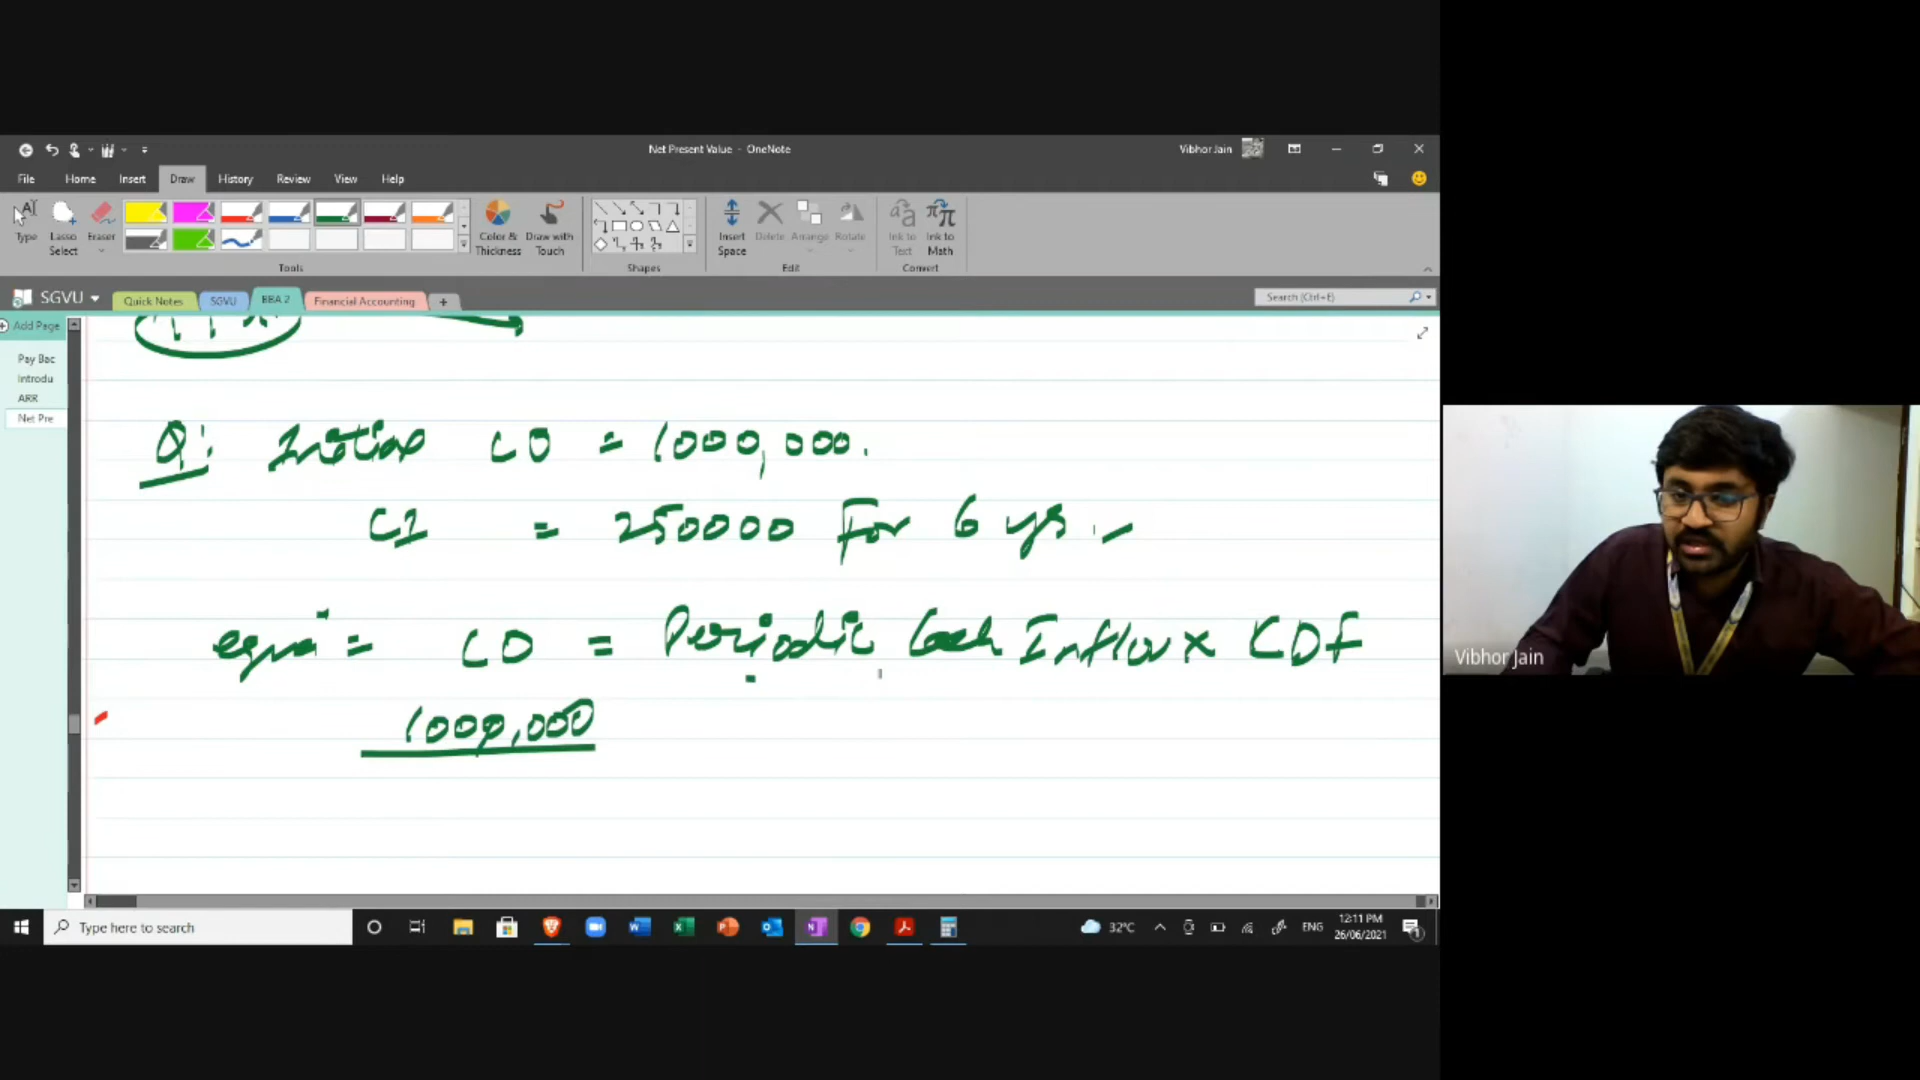 Net Present Value - OneNote
Vibhor Jain
File Home Insert Draw History Review View Help
Type
Lasso Select
Eraser
Color & Thickness
Draw with Touch
Insert Space
Delete
Arrange
Rotate
Ink to Text
Ink to Math
Tools
Shapes
Edit
Convert
SGVU
Quick Notes
SGVU
BBA 2
Financial Accounting
Search (Ctrl+E)
Add Page
Pay Bac
Introdu
ARR
Net Pre
Q: Initial CO = 1000,000.
CI = 250000 For 6 yrs.
equn = CO = Periodic Cash Inflow x CDF
1000,000
Vibhor Jain
Type here to search
32°C
ENG
12:11 PM
26/06/2021
1